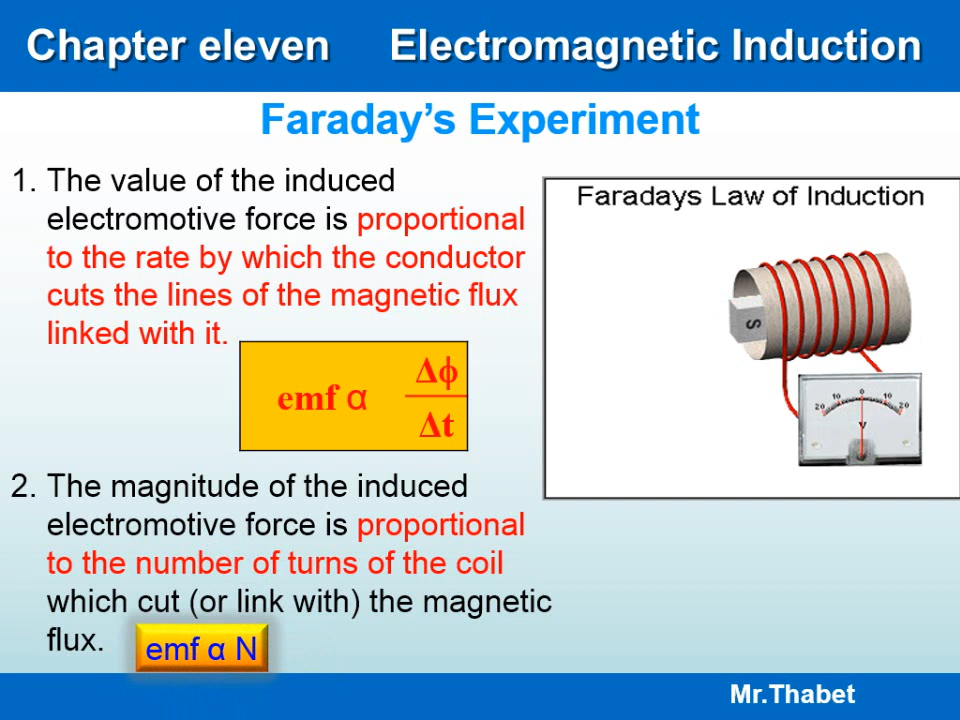 Chapter eleven Electromagnetic Induction
Faraday's Experiment
1. The value of the induced
electromotive force is proportional
to the rate by which the conductor
cuts the lines of the magnetic flux
linked with it.
emf α Δϕ
Δt
2. The magnitude of the induced
electromotive force is proportional
to the number of turns of the coil
which cut (or link with) the magnetic
flux.
emf α N
Faradays Law of Induction
S
20 10 0 10 20
V
Mr.Thabet